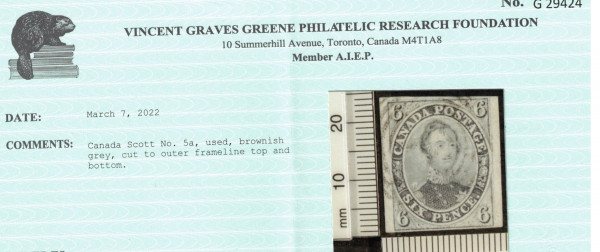 No. G 29424
VINCENT GRAVES GREENE PHILATELIC RESEARCH FOUNDATION
10 Summerhill Avenue, Toronto, Canada M4T1A8
Member A.I.E.P.
DATE: March 7, 2022
COMMENTS: Canada Scott No. 5a, used, brownish
grey, cut to outer frameline top and
bottom.
20
10
mm
6 6
CANADA POSTAGE
SIX PENCE
6 6